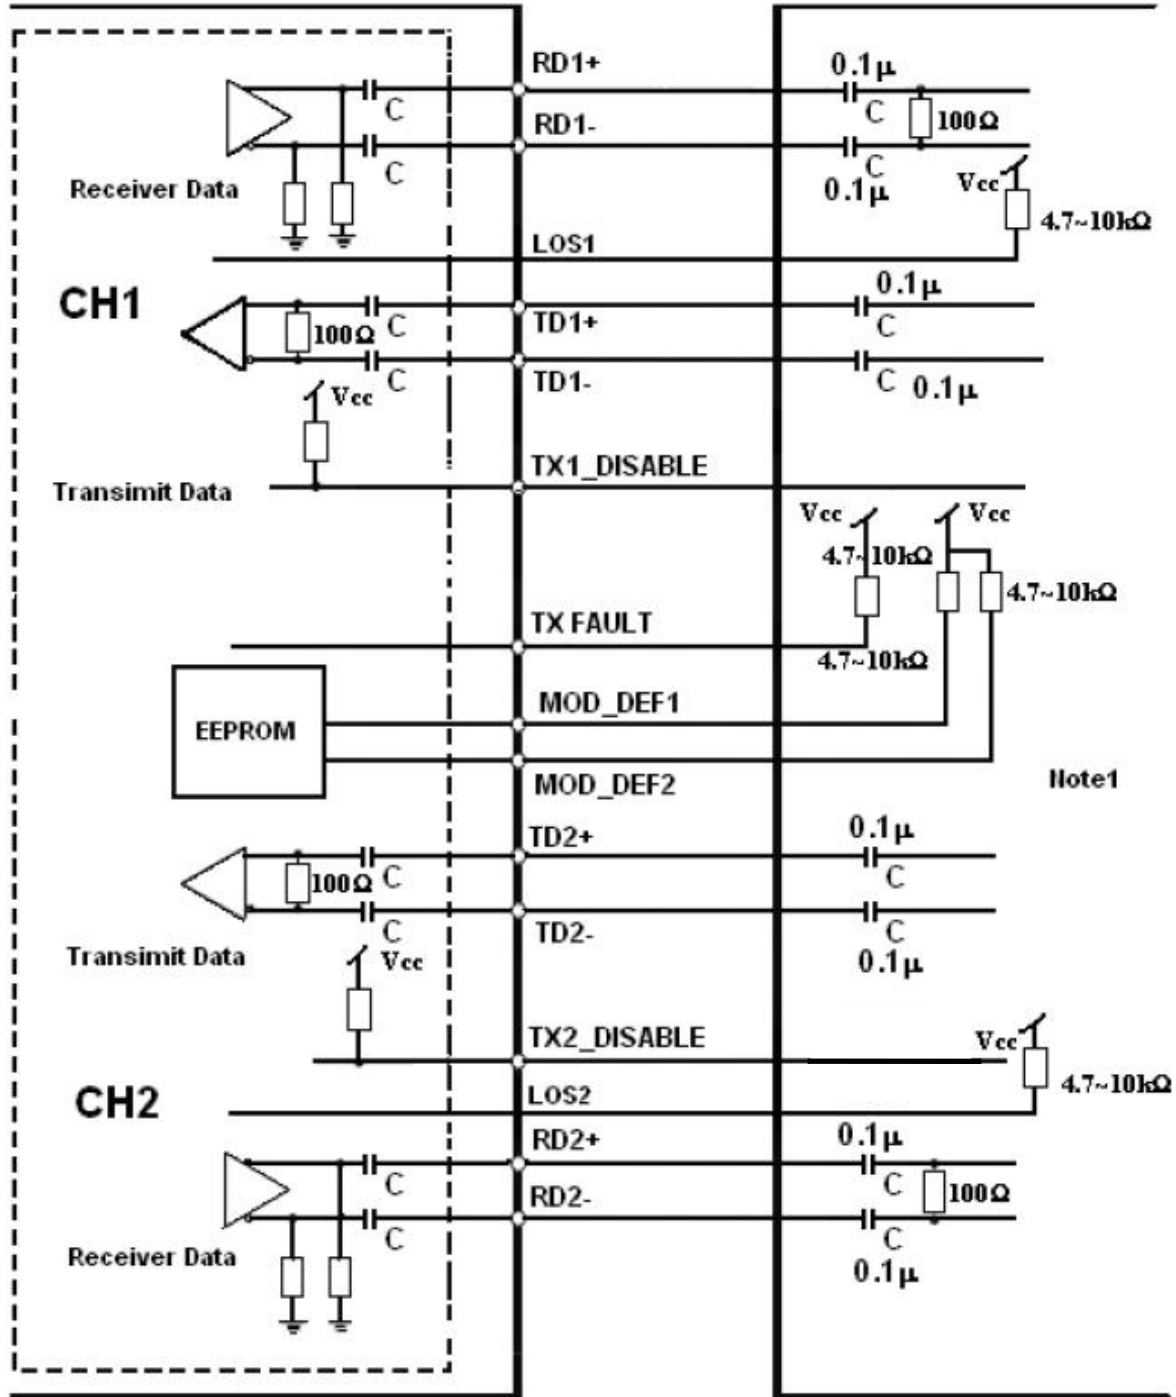 RD1+
0.1μ
C
C
100Ω
RD1-
C
C
0.1μ
Receiver Data
Vcc
4.7~10kΩ
LOS1
CH1
0.1μ
100Ω
C
TD1+
C
C
TD1-
C
0.1μ
Vcc
TX1_DISABLE
Transimit Data
Vcc
Vcc
4.7~10kΩ
4.7~10kΩ
TX FAULT
4.7~10kΩ
MOD_DEF1
EEPROM
MOD_DEF2
Note1
TD2+
0.1μ
100Ω
C
C
C
TD2-
C
Transimit Data
Vcc
0.1μ
TX2_DISABLE
Vcc
4.7~10kΩ
CH2
LOS2
RD2+
0.1μ
C
RD2-
C
100Ω
C
C
Receiver Data
0.1μ